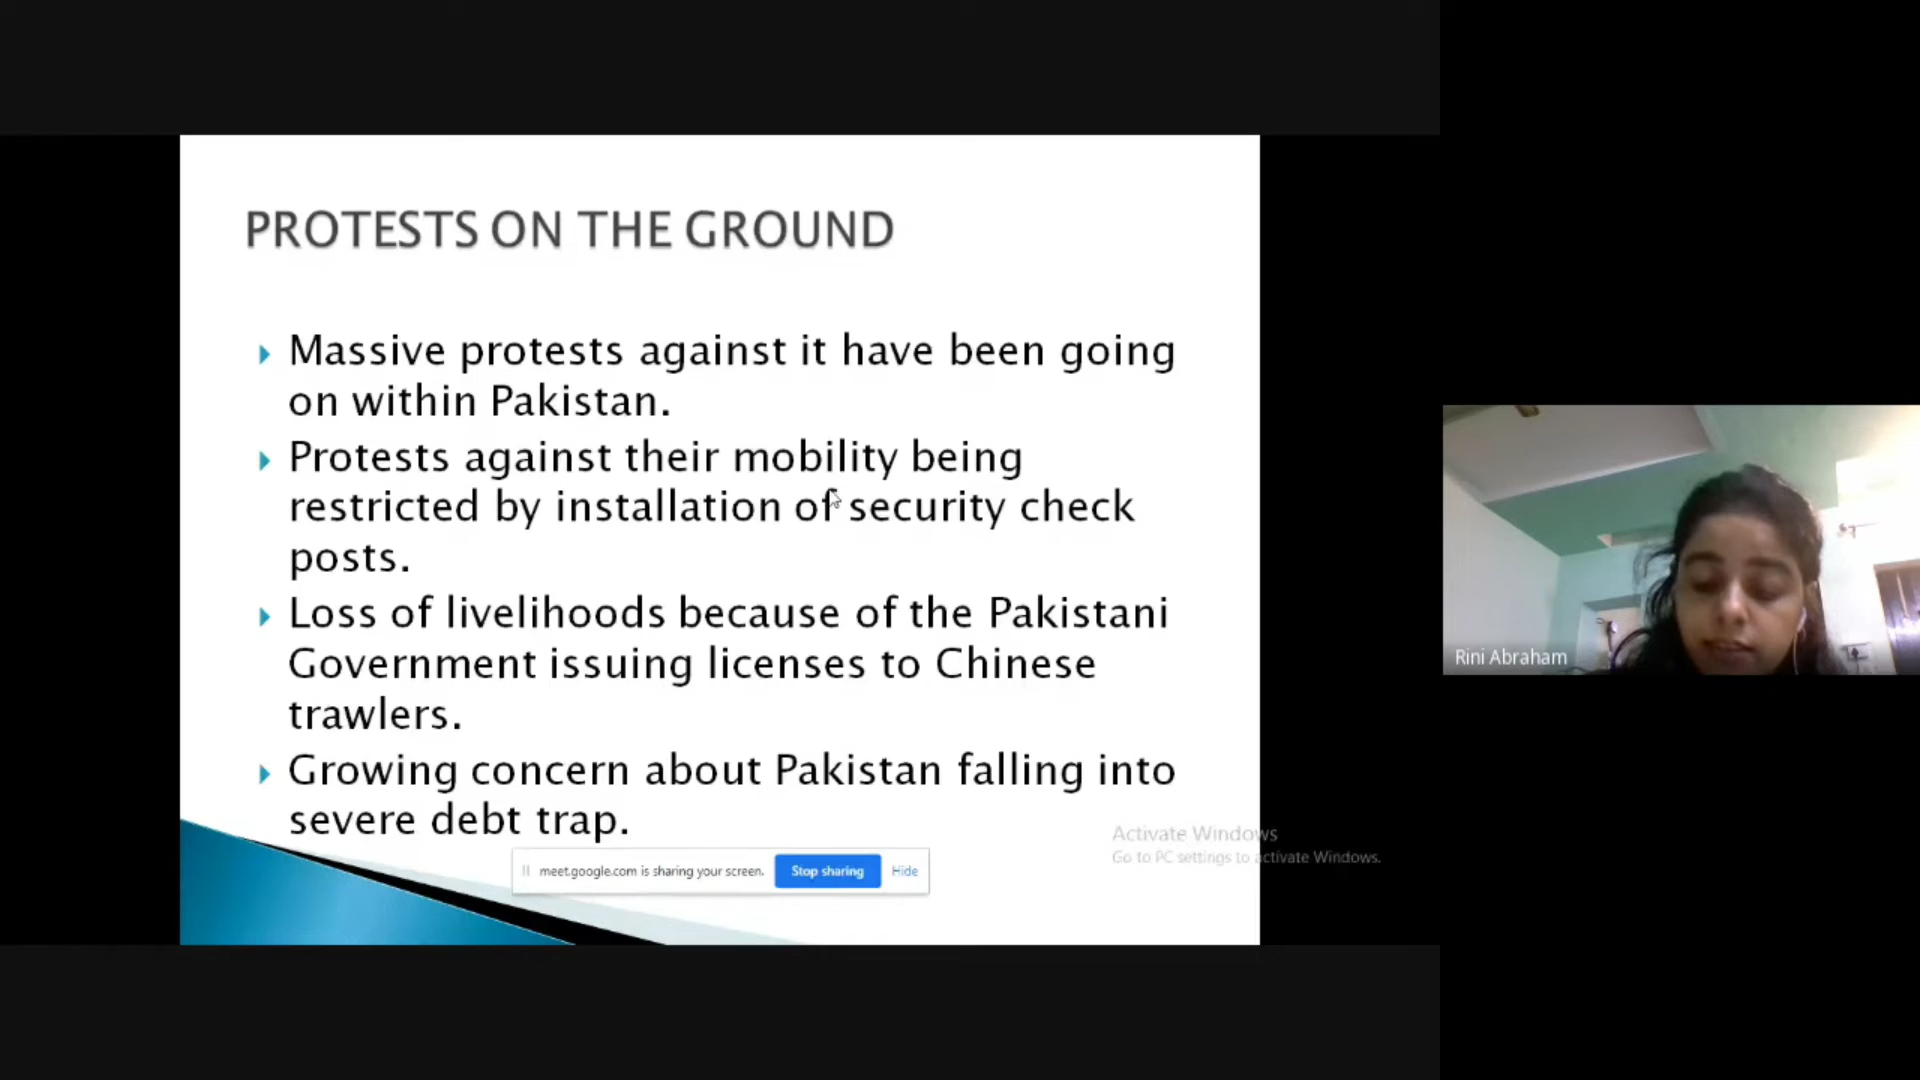 PROTESTS ON THE GROUND
Massive protests against it have been going
on within Pakistan.
Protests against their mobility being
restricted by installation of security check
posts.
Loss of livelihoods because of the Pakistani
Government issuing licenses to Chinese
trawlers.
Growing concern about Pakistan falling into
severe debt trap.
meet.google.com is sharing your screen. Stop sharing Hide
Activate Windows
Go to PC settings to activate Windows.
Rini Abraham